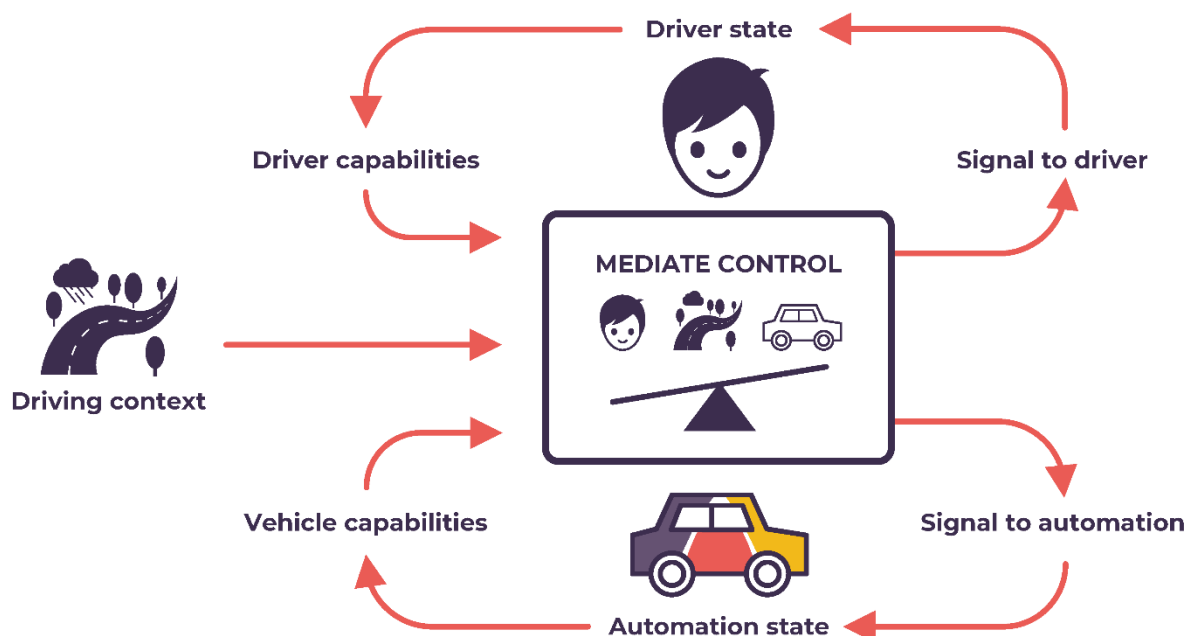 Driver state
Driver capabilities
Signal to driver
MEDIATE CONTROL
Driving context
Vehicle capabilities
Signal to automation
Automation state